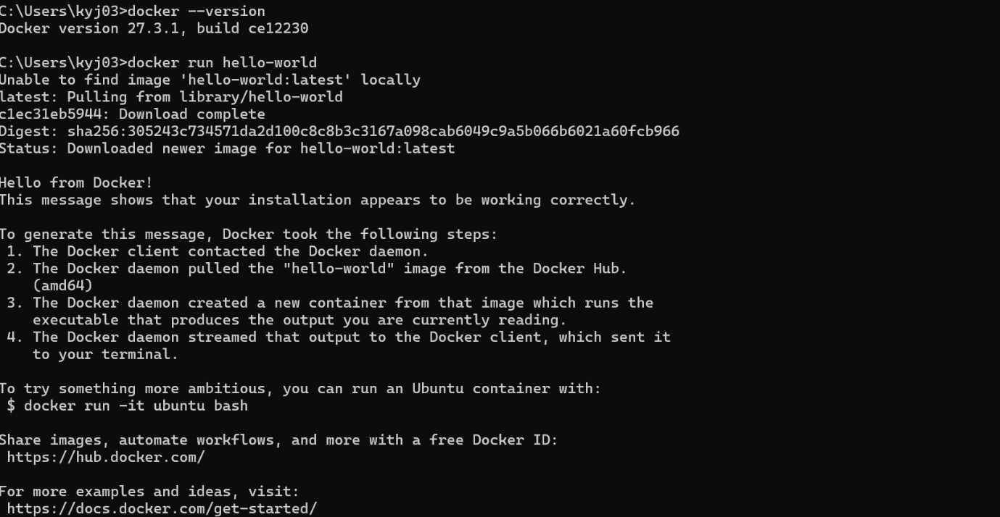 C:\Users\kyj03>docker --version
Docker version 27.3.1, build ce12230
C:\Users\kyj03>docker run hello-world
Unable to find image 'hello-world:latest' locally
latest: Pulling from library/hello-world
c1ec31eb5944: Download complete
Digest: sha256:305243c734571da2d100c8c8b3c3167a098cab6049c9a5b066b6021a60fcb966
Status: Downloaded newer image for hello-world:latest
Hello from Docker!
This message shows that your installation appears to be working correctly.
To generate this message, Docker took the following steps:
1. The Docker client contacted the Docker daemon.
2. The Docker daemon pulled the "hello-world" image from the Docker Hub.
(amd64)
3. The Docker daemon created a new container from that image which runs the
executable that produces the output you are currently reading.
4. The Docker daemon streamed that output to the Docker client, which sent it
to your terminal.
To try something more ambitious, you can run an Ubuntu container with:
$ docker run -it ubuntu bash
Share images, automate workflows, and more with a free Docker ID:
https://hub.docker.com/
For more examples and ideas, visit:
https://docs.docker.com/get-started/